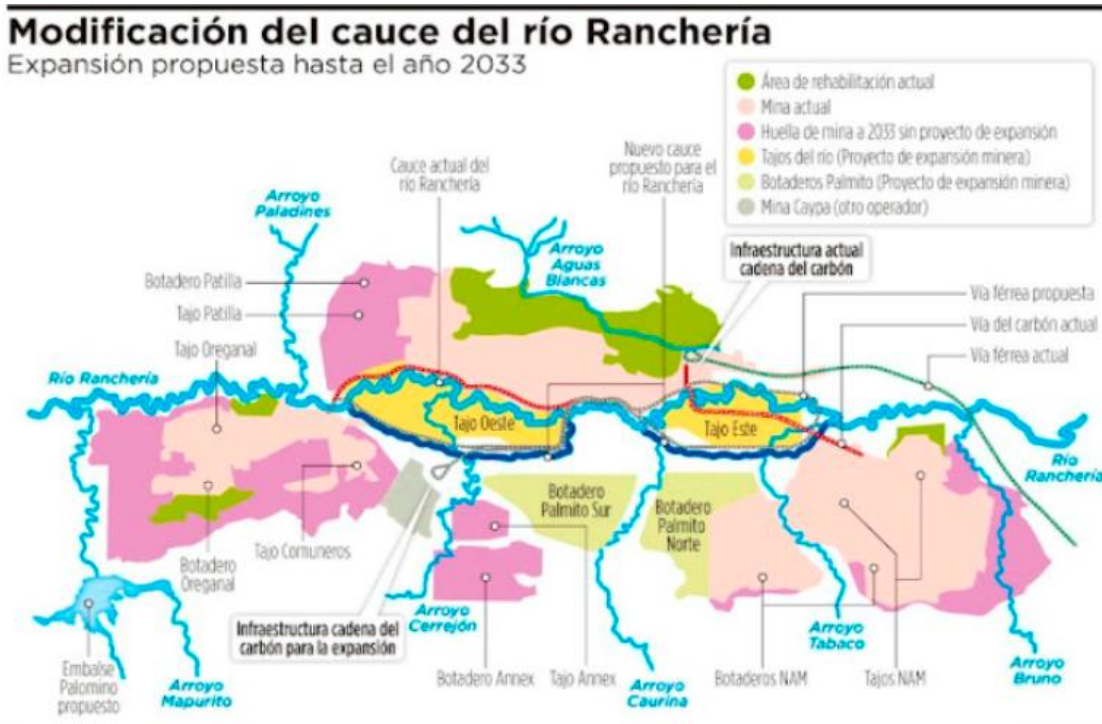 Modificación del cauce del río Ranchería
Expansión propuesta hasta el año 2033
Área de rehabilitación actual
Mina actual
Huella de mina a 2033 sin proyecto de expansión
Tajos del río (Proyecto de expansión minera)
Botaderos Palmito (Proyecto de expansión minera)
Mina Caypa (otro operador)
Cauce actual del
río Ranchería
Nuevo cauce
propuesto para el
río Ranchería
Arroyo
Paladines
Arroyo
Aguas
Blancas
Infraestructura actual
cadena del carbón
Botadero Patilla
Tajo Patilla
Tajo Oreganal
Río Ranchería
Vía férrea propuesta
Vía del carbón actual
Vía férrea actual
Tajo Oeste
Tajo Este
Río
Ranchería
Botadero
Palmito Sur
Botadero
Palmito
Norte
Tajo Comuneros
Botadero
Oreganal
Infraestructura cadena del
carbón para la expansión
Arroyo
Cerrejón
Arroyo
Tabaco
Embalse
Palomino
propuesto
Arroyo
Mapurito
Botadero Annex
Tajo Annex
Arroyo
Caurina
Botaderos NAM
Tajos NAM
Arroyo
Bruno